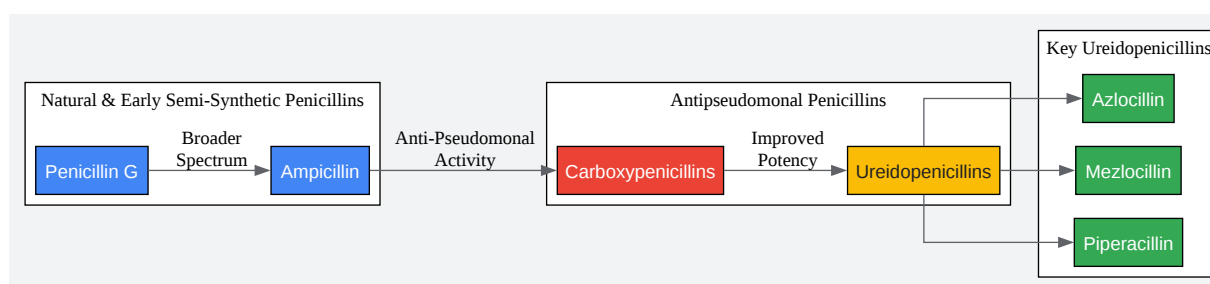 Key Ureidopenicillins
Natural & Early Semi-Synthetic Penicillins
Antipseudomonal Penicillins
Penicillin G
Broader
Spectrum
Ampicillin
Anti-Pseudomonal
Activity
Carboxypenicillins
Improved
Potency
Ureidopenicillins
Azlocillin
Mezlocillin
Piperacillin